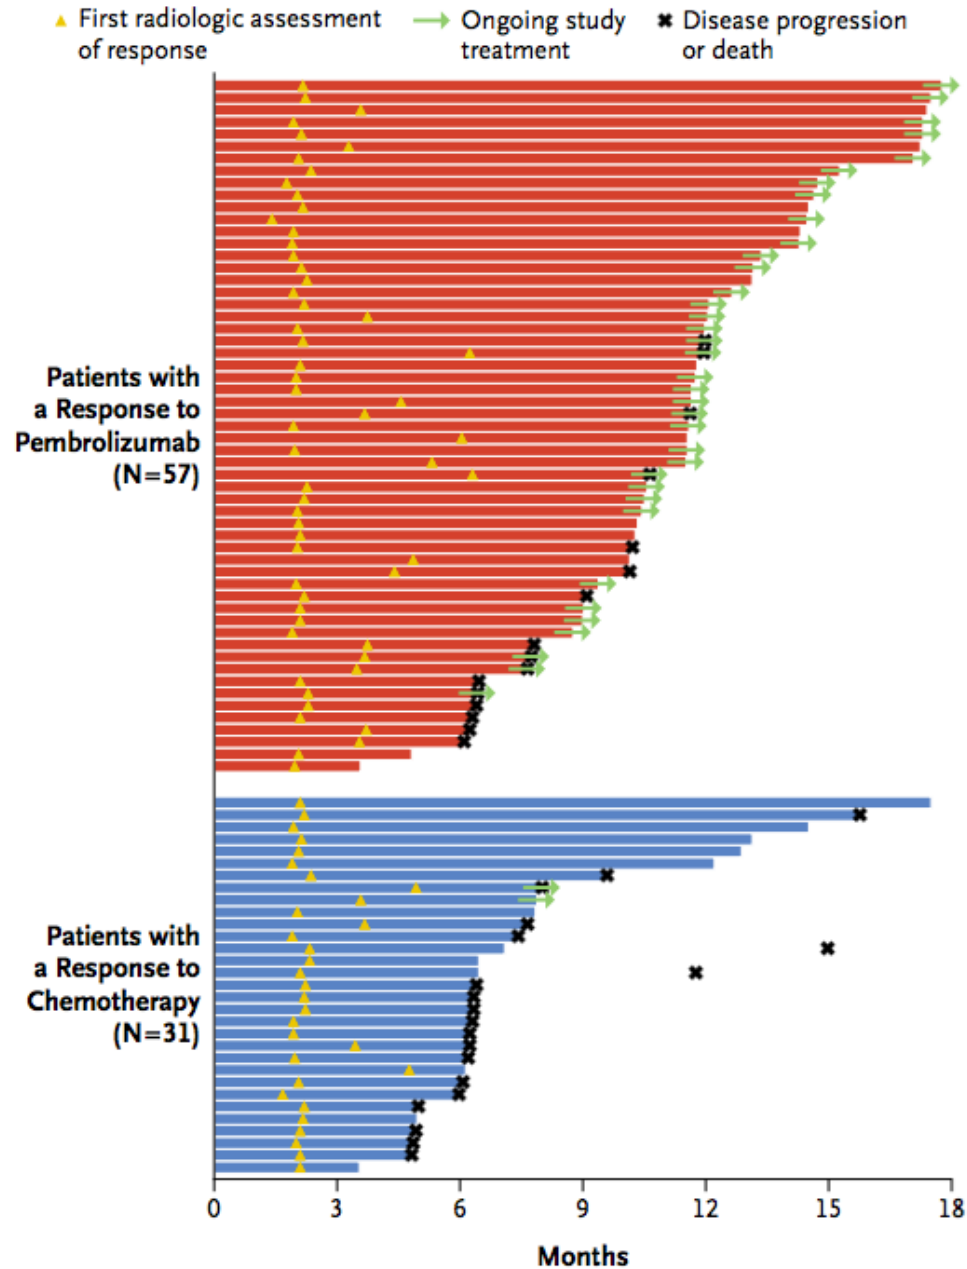 First radiologic assessment
of response
Ongoing study
treatment
Disease progression
or death
Patients with
a Response to
Pembrolizumab
(N=57)
Patients with
a Response to
Chemotherapy
(N=31)
0 3 6 9 12 15 18
Months